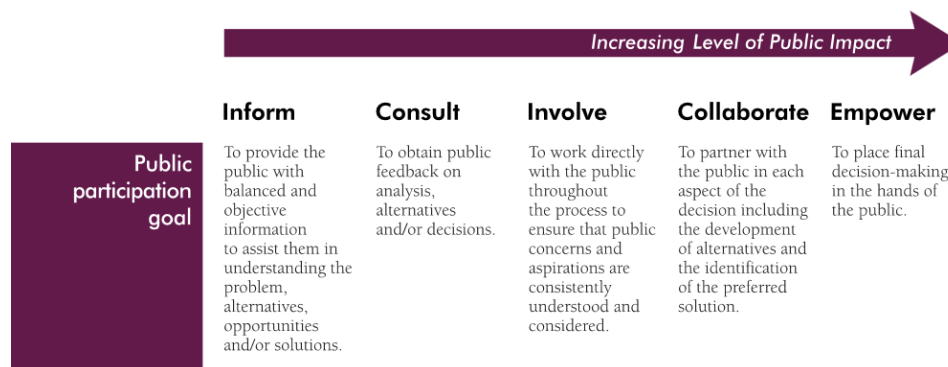 Increasing Level of Public Impact
Inform
Consult
Involve
Collaborate
Empower
Public
participation
goal
To provide the
public with
balanced and
objective
information
to assist them in
understanding the
problem,
alternatives,
opportunities
and/or solutions.
To obtain public
feedback on
analysis,
alternatives
and/or decisions.
To work directly
with the public
throughout
the process to
ensure that public
concerns and
aspirations are
consistently
understood and
considered.
To partner with
the public in each
aspect of the
decision including
the development
of alternatives and
the identification
of the preferred
solution.
To place final
decision-making
in the hands of
the public.